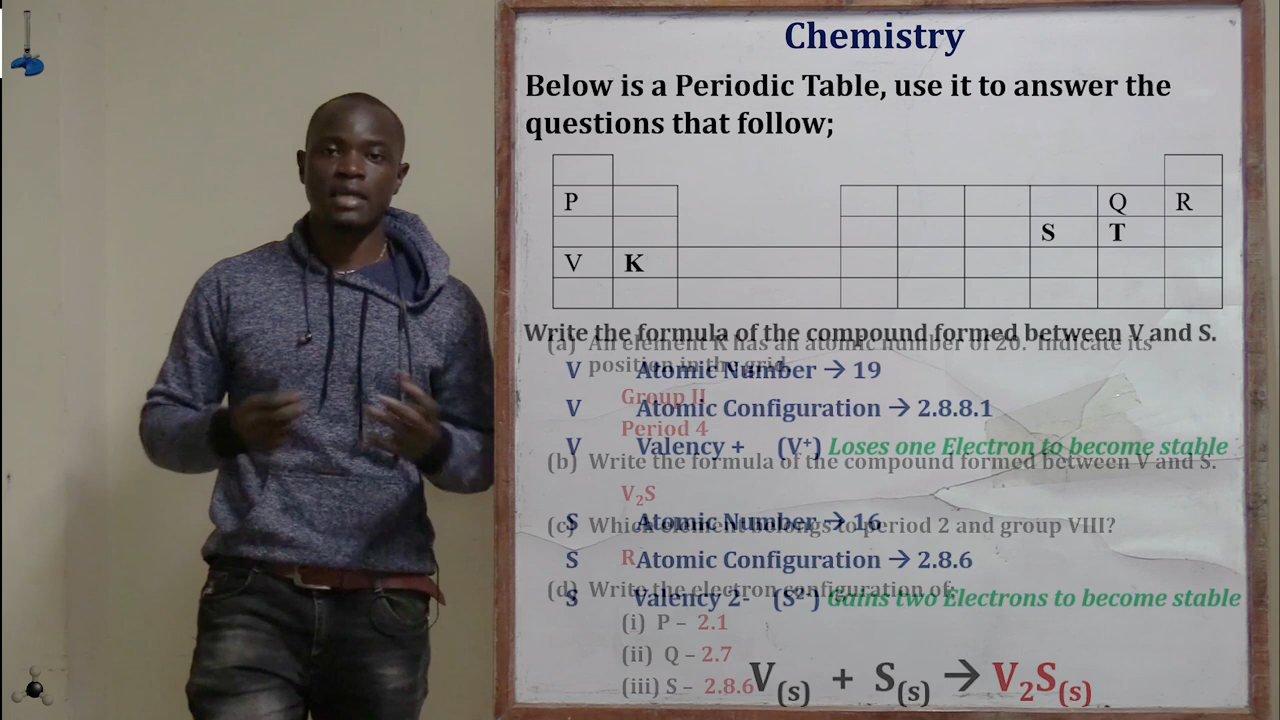 Chemistry
Below is a Periodic Table, use it to answer the
questions that follow;
P Q R
S T
V K
Write the formula of the compound formed between V and S.
(a) An element K has an atomic number of 20. Indicate its
position in the grid.
V Atomic Number → 19
Group II
V Atomic Configuration → 2.8.8.1
Period 4
V Valency + (V⁺) Loses one Electron to become stable
(b) Write the formula of the compound formed between V and S.
V₂S
S Atomic Number → 16
(c) Which element belongs to period 2 and group VIII?
R
S Atomic Configuration → 2.8.6
(d) Write the electron configuration of;
S Valency 2- (S²⁻) Gains two Electrons to become stable
(i) P – 2.1
(ii) Q – 2.7
(iii) S – 2.8.6
V(s) + S(s) → V₂S(s)